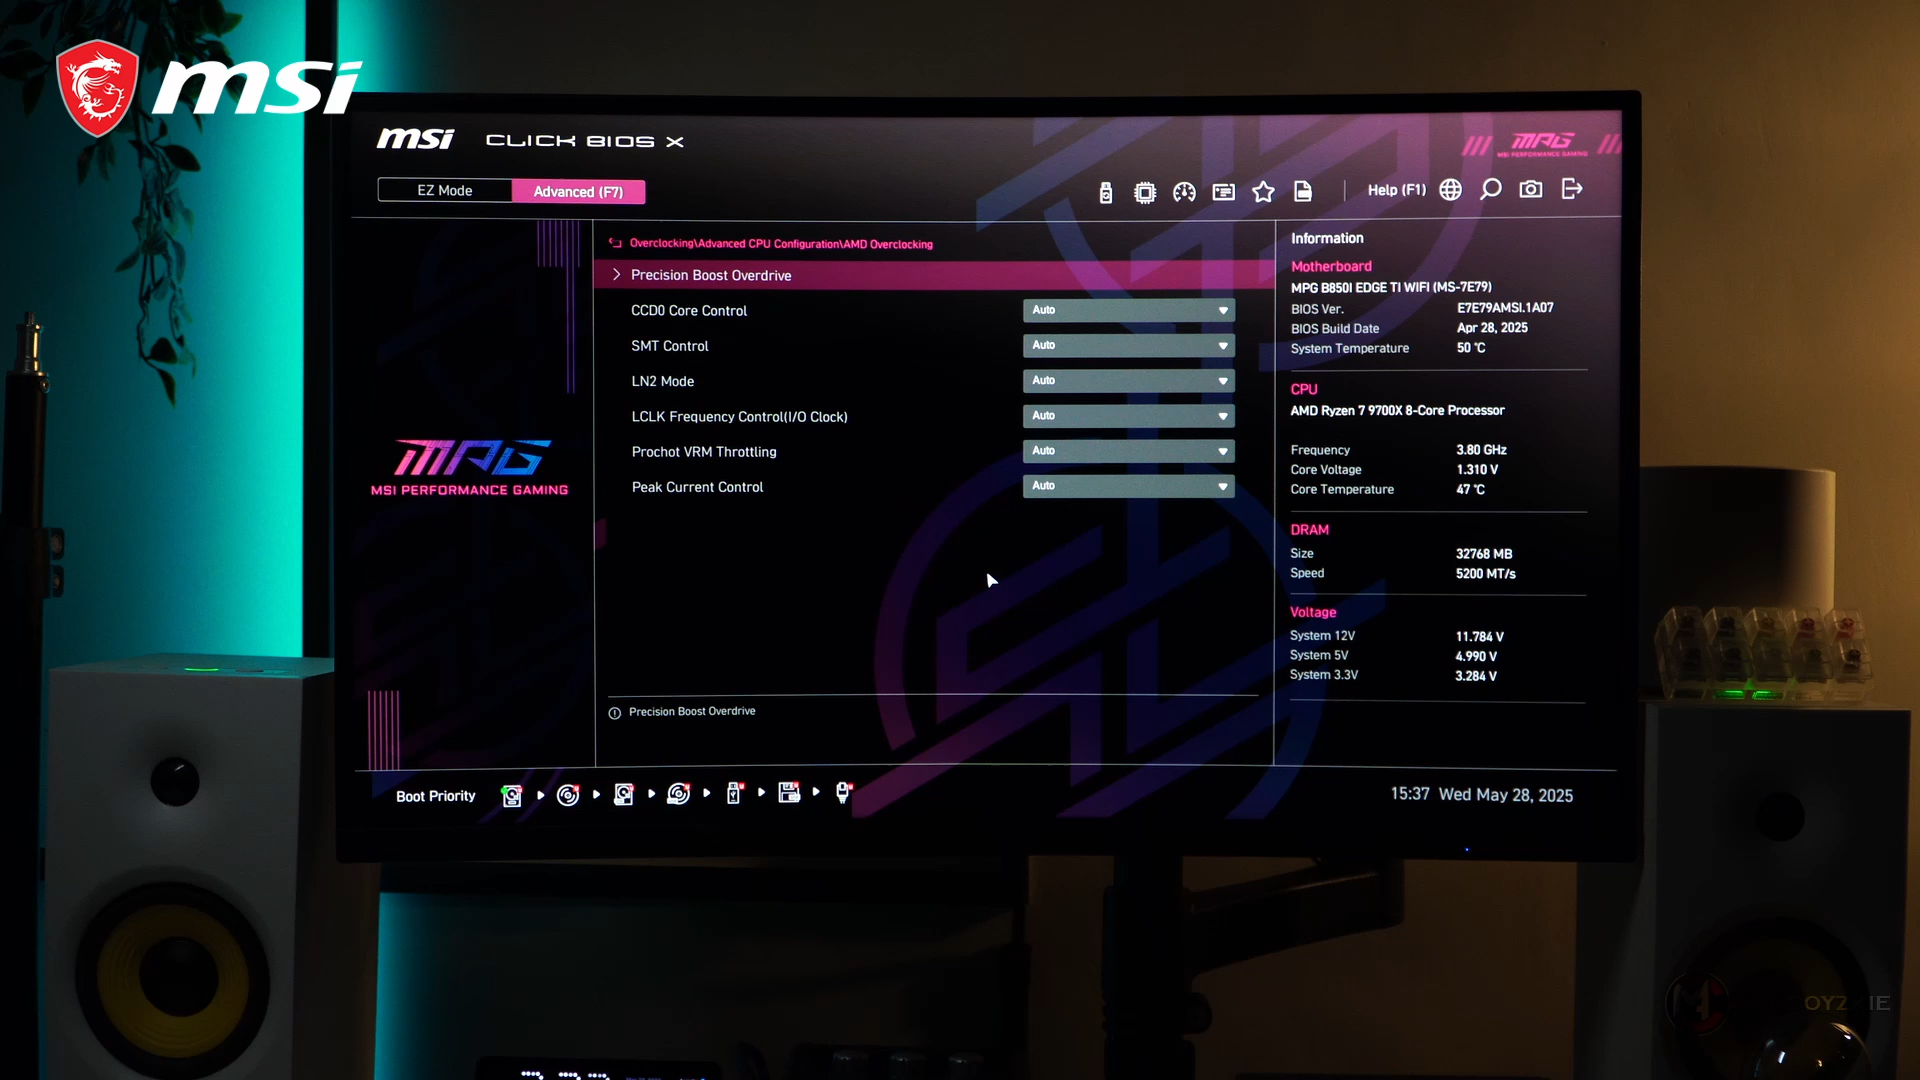 msi
msi CLICK BIOS X
MPG
MSI PERFORMANCE GAMING
EZ Mode Advanced (F7) Help (F1)
Overclocking\Advanced CPU Configuration\AMD Overclocking
Precision Boost Overdrive
CCD0 Core Control Auto
SMT Control Auto
LN2 Mode Auto
LCLK Frequency Control(I/O Clock) Auto
Prochot VRM Throttling Auto
Peak Current Control Auto
Precision Boost Overdrive
MPG
MSI PERFORMANCE GAMING
Information
Motherboard
MPG B850I EDGE TI WIFI (MS-7E79)
BIOS Ver. E7E79AMSI.1A07
BIOS Build Date Apr 28, 2025
System Temperature 50 °C
CPU
AMD Ryzen 7 9700X 8-Core Processor
Frequency 3.80 GHz
Core Voltage 1.310 V
Core Temperature 47 °C
DRAM
Size 32768 MB
Speed 5200 MT/s
Voltage
System 12V 11.784 V
System 5V 4.990 V
System 3.3V 3.284 V
Boot Priority
15:37 Wed May 28, 2025